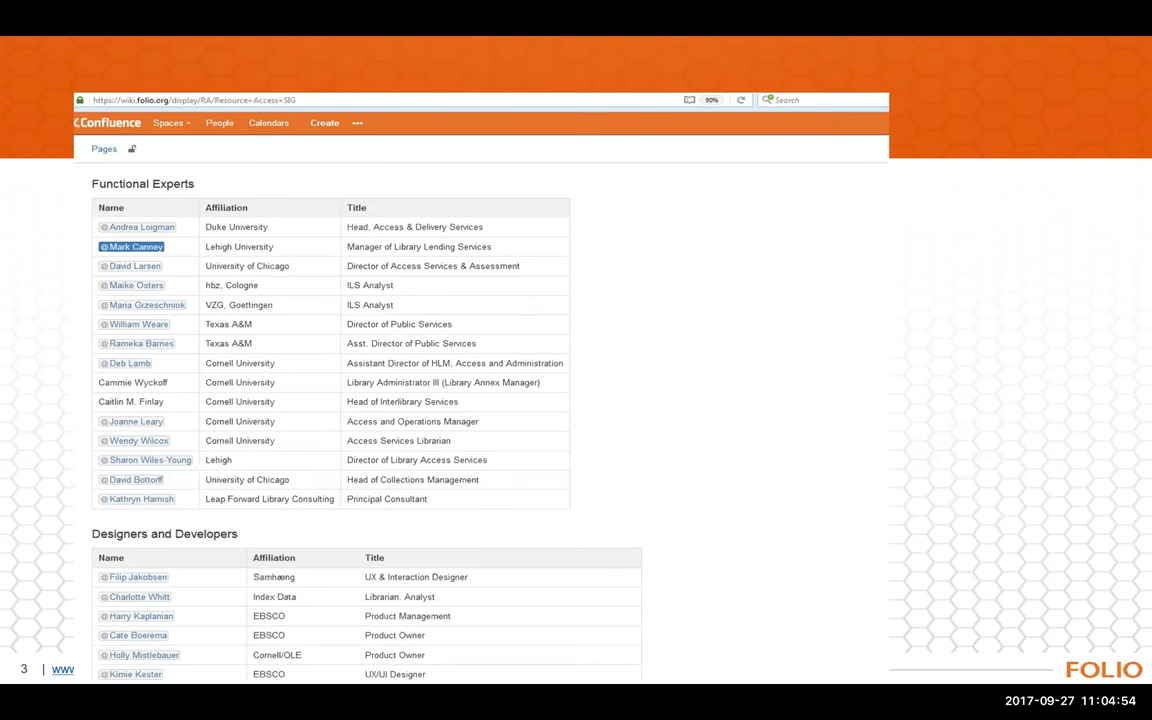 https://wiki.folio.org/display/RA/Resource+Access+SIG 90% Search
Confluence Spaces People Calendars Create •••
Pages
Functional Experts
Name Affiliation Title
@Andrea Loigman Duke University Head, Access & Delivery Services
@Mark Canney Lehigh University Manager of Library Lending Services
@David Larsen University of Chicago Director of Access Services & Assessment
@Maike Osters hbz, Cologne ILS Analyst
@Maria Grzeschniok VZG, Goettingen ILS Analyst
@William Weare Texas A&M Director of Public Services
@Rameka Barnes Texas A&M Asst. Director of Public Services
@Deb Lamb Cornell University Assistant Director of HLM, Access and Administration
Cammie Wyckoff Cornell University Library Administrator III (Library Annex Manager)
Caitlin M. Finlay Cornell University Head of Interlibrary Services
@Joanne Leary Cornell University Access and Operations Manager
@Wendy Wilcox Cornell University Access Services Librarian
@Sharon Wiles-Young Lehigh Director of Library Access Services
@David Bottorff University of Chicago Head of Collections Management
@Kathryn Harnish Leap Forward Library Consulting Principal Consultant
Designers and Developers
Name Affiliation Title
@Filip Jakobsen Samhæng UX & Interaction Designer
@Charlotte Whitt Index Data Librarian. Analyst
@Harry Kaplanian EBSCO Product Management
@Cate Boerema EBSCO Product Owner
@Holly Mistlebauer Cornell/OLE Product Owner
@Kimie Kester EBSCO UX/UI Designer
3 | www FOLIO
2017-09-27 11:04:54